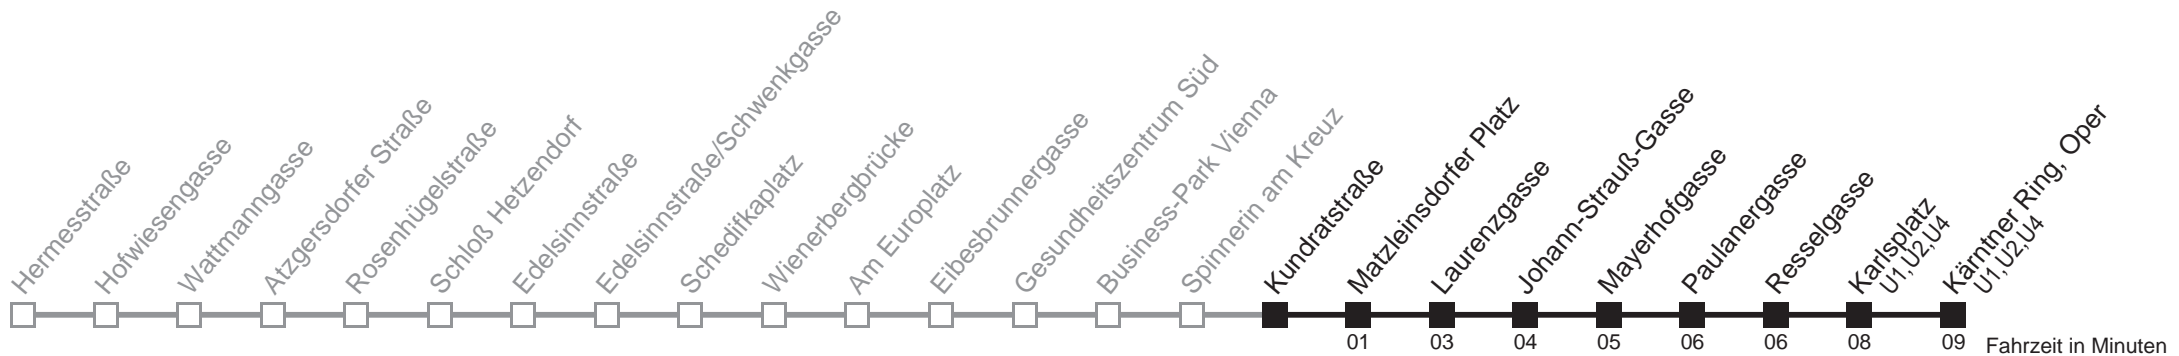 Hermesstraße
Hofwiesengasse
Wattmanngasse
Atzgersdorfer Straße
Rosenhügelstraße
Schloß Hetzendorf
Edelsinnstraße
Edelsinnstraße/Schwenkgasse
Schedifkaplatz
Wienerbergbrücke
Am Europlatz
Eibesbrunnergasse
Gesundheitszentrum Süd
Business-Park Vienna
Spinnerin am Kreuz
Kundratstraße
Matzleinsdorfer Platz
Laurenzgasse
Johann-Strauß-Gasse
Mayerhofgasse
Paulanergasse
Resselgasse
Karlsplatz
U1,U2,U4
Kärntner Ring, Oper
U1,U2,U4
01 03 04 05 06 06 08 09 Fahrzeit in Minuten